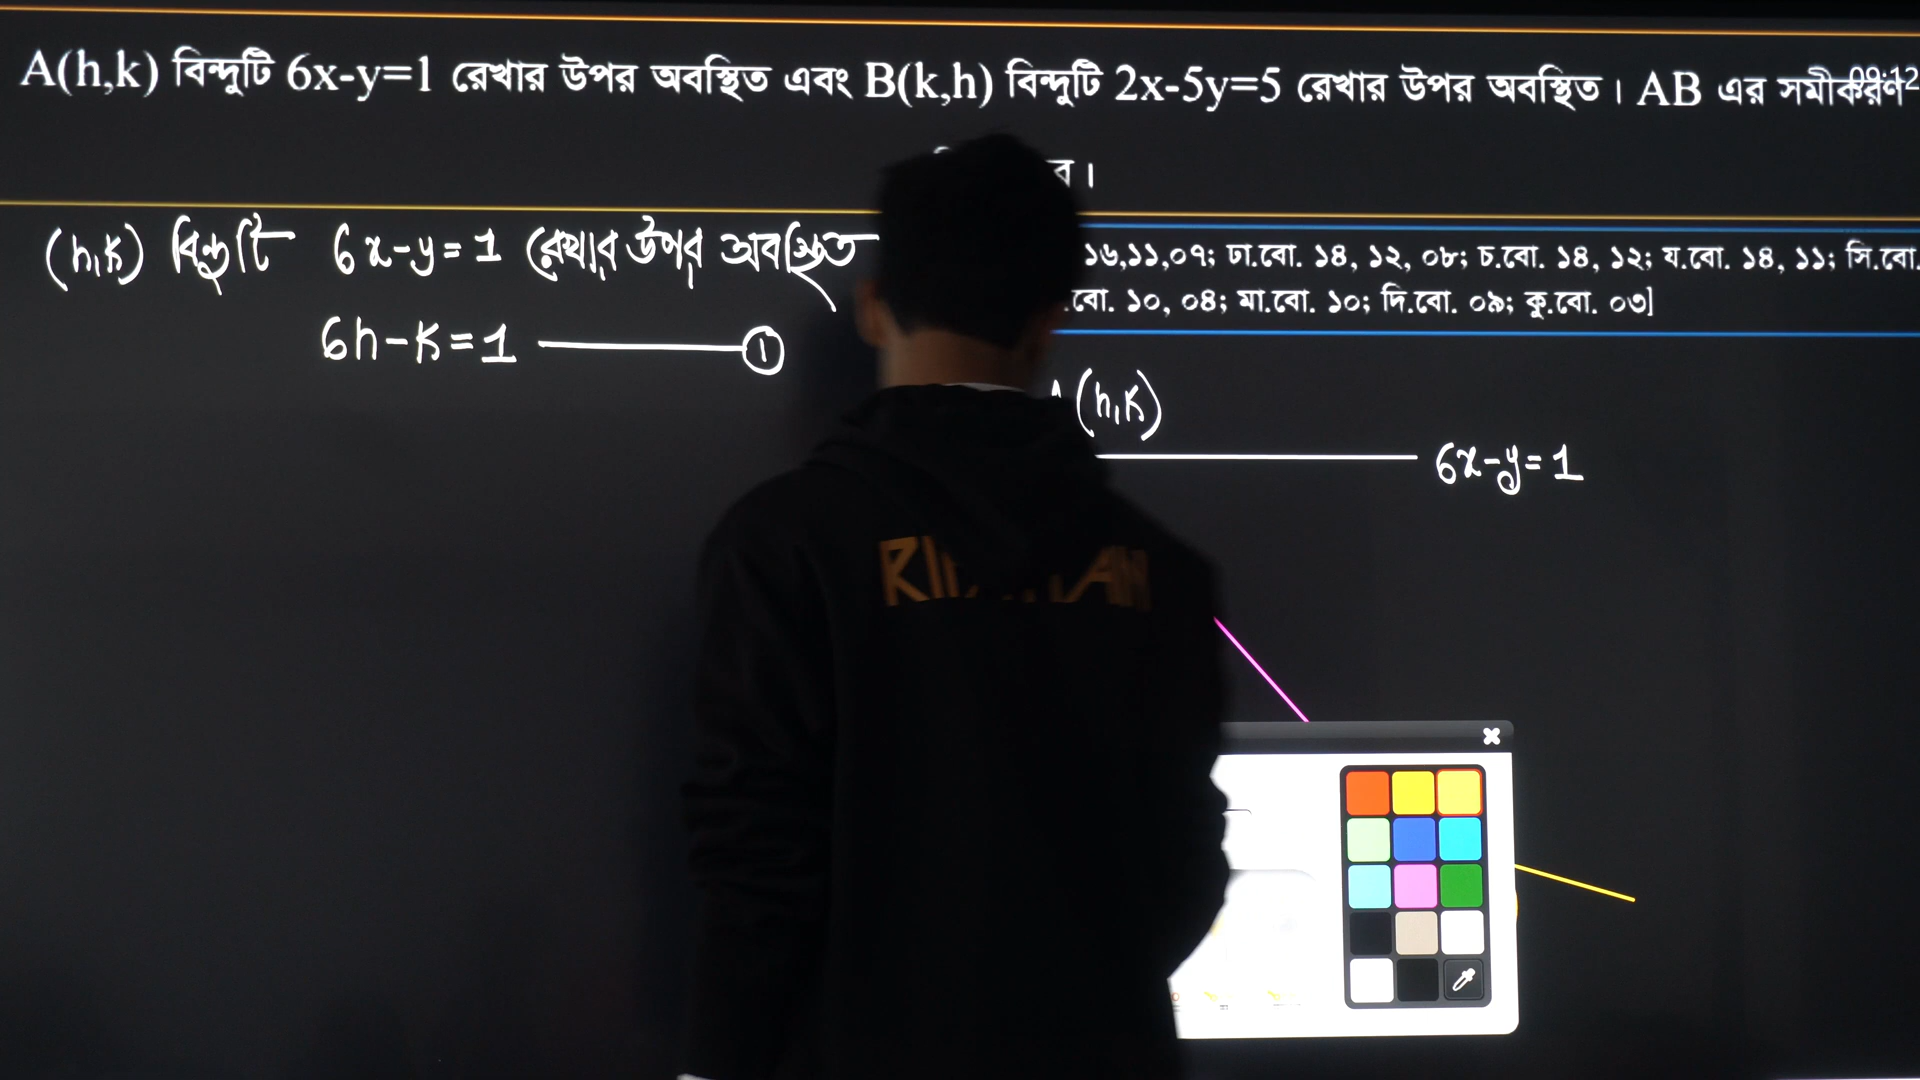 A(h,k) বিন্দুটি 6x-y=1 রেখার উপর অবস্থিত এবং B(k,h) বিন্দুটি 2x-5y=5 রেখার উপর অবস্থিত। AB এর সমীকরণ
09:12
(h,k) বিন্দুটি 6x-y=1 রেখার উপর অবস্থিত
১৬,১১,০৭; ঢা.বো. ১৪, ১২, ০৮; চ.বো. ১৪, ১২; য.বো. ১৪, ১১; সি.বো.
বো. ১০, ০৪; মা.বো. ১০; দি.বো. ০৯; কু.বো. ০৩]
6h-k=1 ①
A(h,k)
6x-y=1